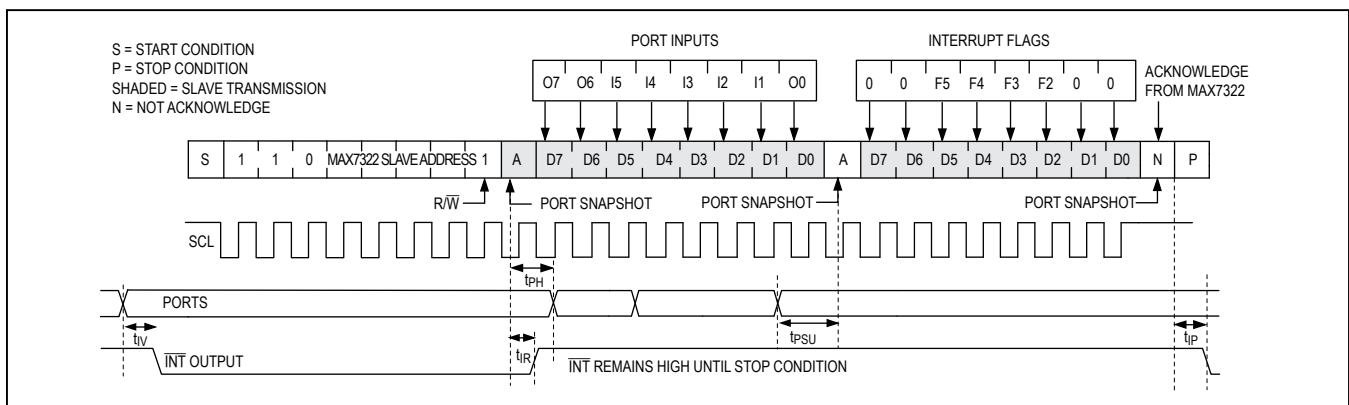 S = START CONDITION
P = STOP CONDITION
SHADED = SLAVE TRANSMISSION
N = NOT ACKNOWLEDGE
PORT INPUTS
O7 O6 I5 I4 I3 I2 I1 O0
INTERRUPT FLAGS
0 0 F5 F4 F3 F2 0 0
ACKNOWLEDGE
FROM MAX7322
S 1 1 0 MAX7322 SLAVE ADDRESS 1 A D7 D6 D5 D4 D3 D2 D1 D0 A D7 D6 D5 D4 D3 D2 D1 D0 N P
R/W̅ PORT SNAPSHOT PORT SNAPSHOT PORT SNAPSHOT
SCL
tPH
PORTS
tIV
tIR
tPSU
tIP
I̅N̅T̅ OUTPUT
I̅N̅T̅ REMAINS HIGH UNTIL STOP CONDITION